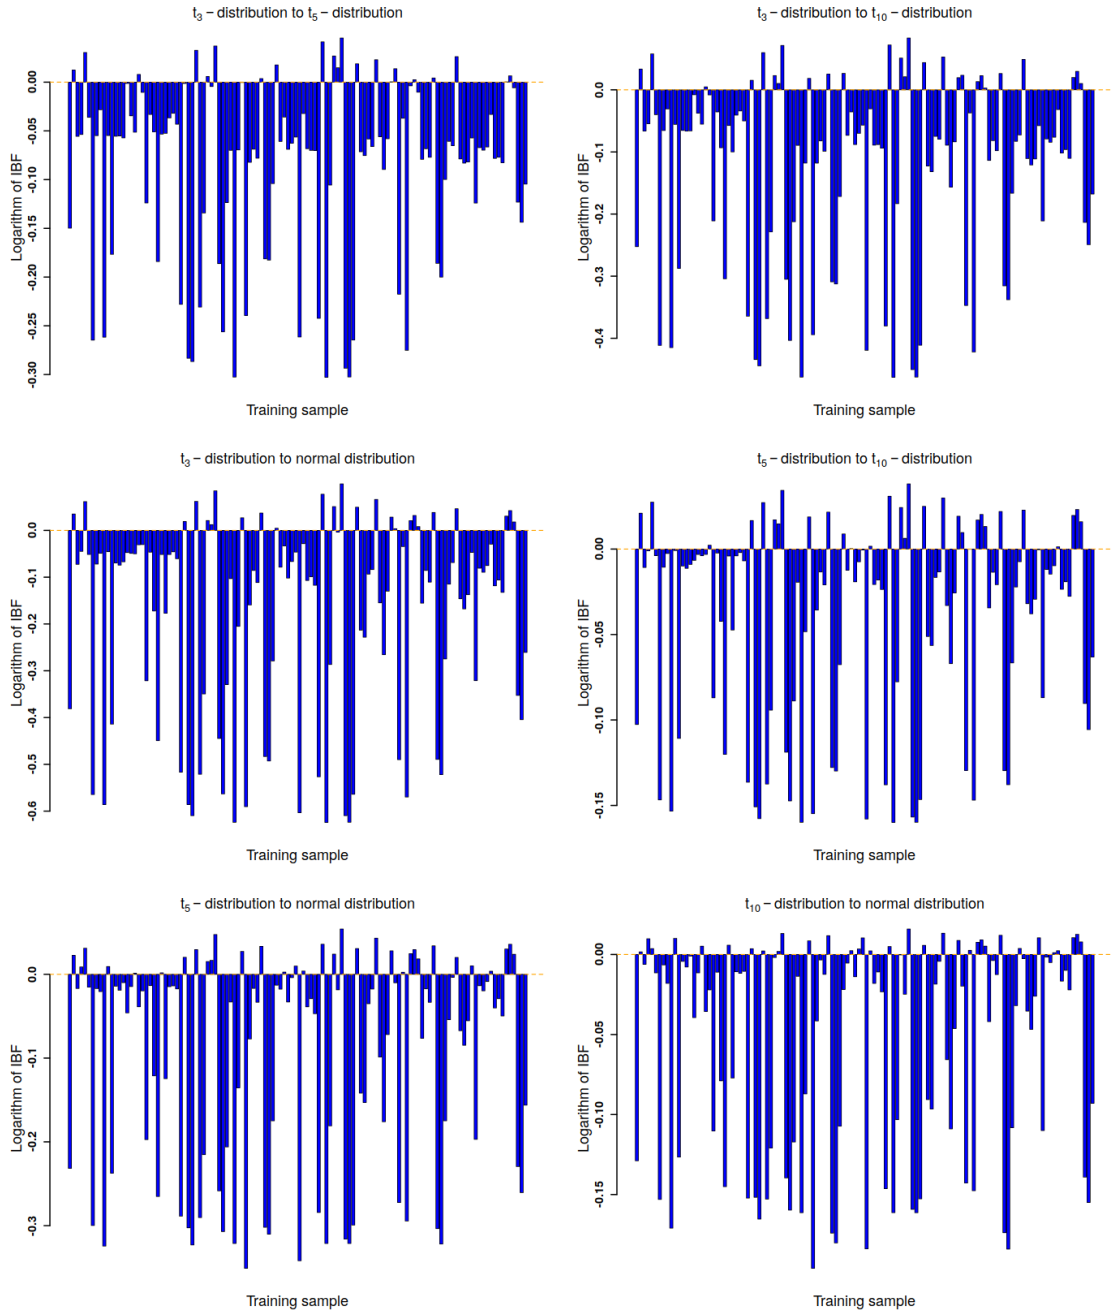 t3 – distribution to t5 – distribution
Logarithm of IBF
0.00
-0.05
-0.10
-0.15
-0.20
-0.25
-0.30
Training sample
t3 – distribution to t10 – distribution
Logarithm of IBF
0.0
-0.1
-0.2
-0.3
-0.4
Training sample
t3 – distribution to normal distribution
Logarithm of IBF
0.0
-0.1
-0.2
-0.3
-0.4
-0.5
-0.6
Training sample
t5 – distribution to t10 – distribution
Logarithm of IBF
0.00
-0.05
-0.10
-0.15
Training sample
t5 – distribution to normal distribution
Logarithm of IBF
0.0
-0.1
-0.2
-0.3
Training sample
t10 – distribution to normal distribution
Logarithm of IBF
0.00
-0.05
-0.10
-0.15
Training sample